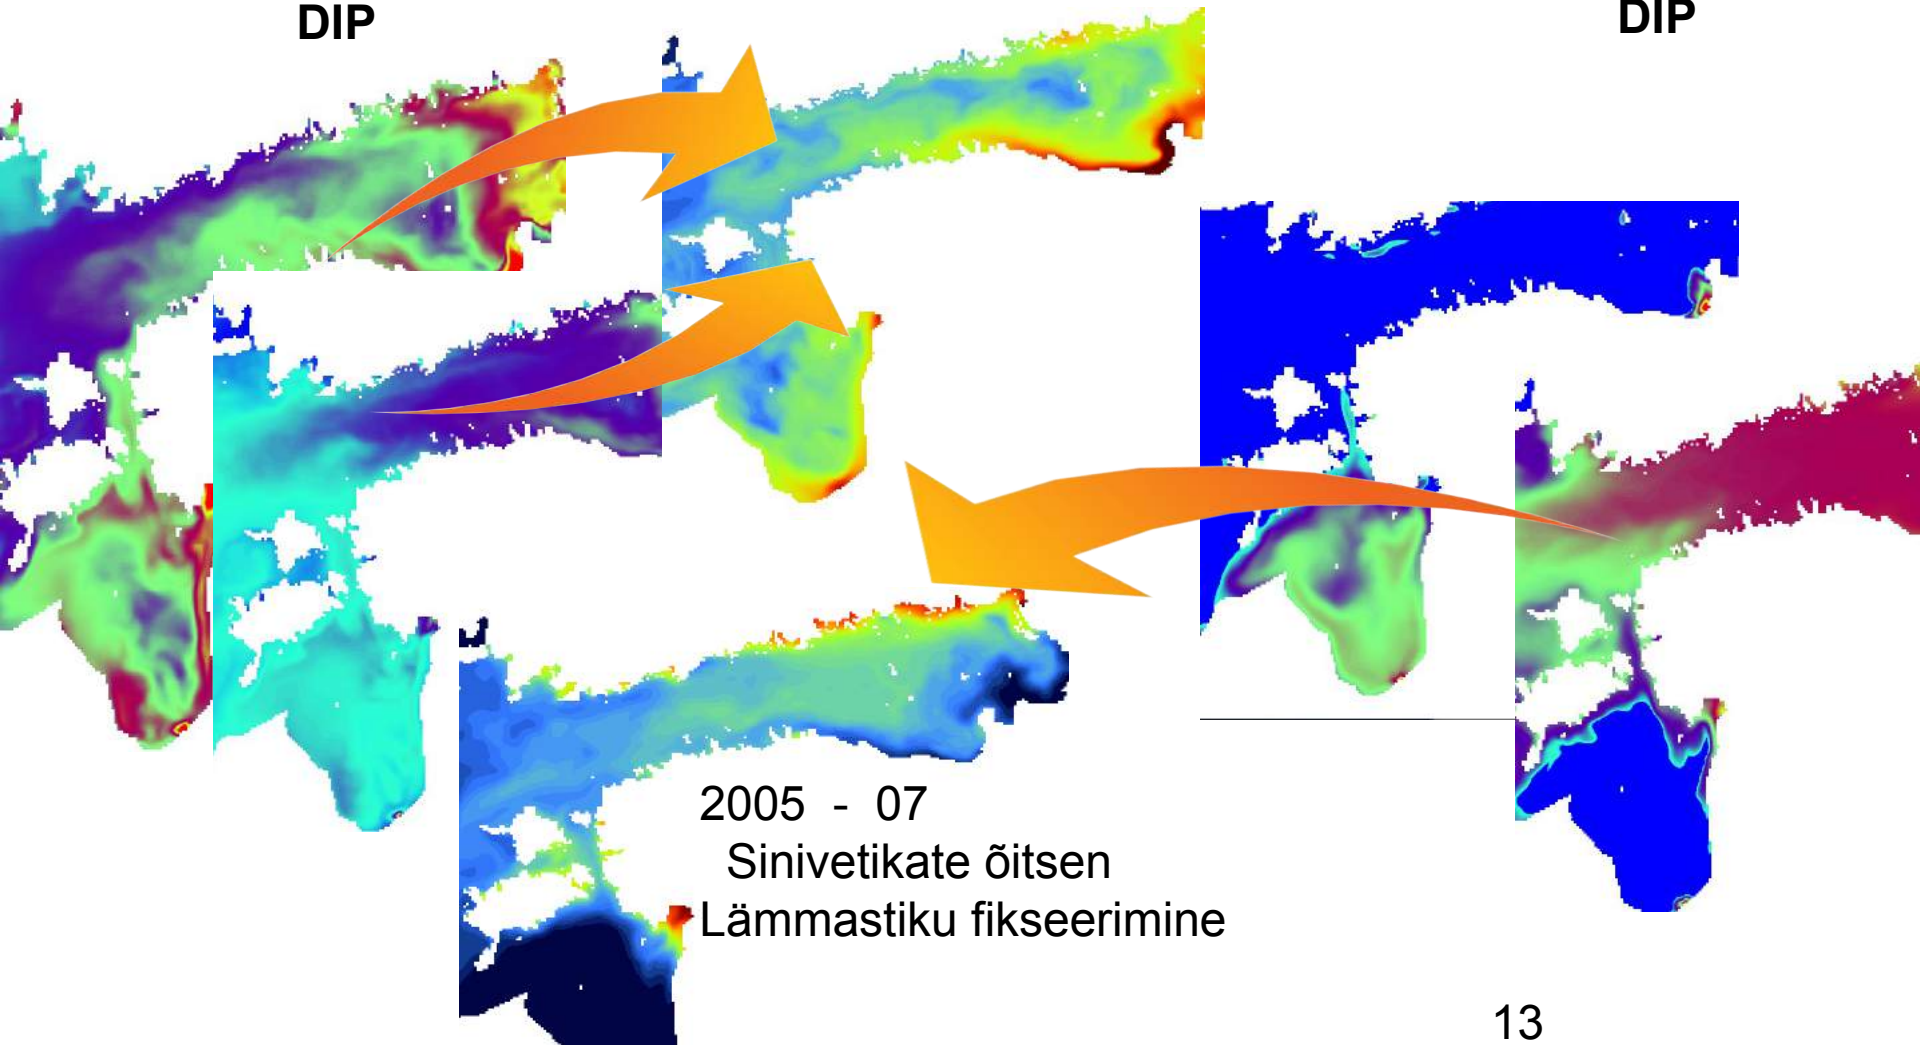 DIP
DIP
2005 - 07
Sinivetikate õitsen
Lämmastiku fikseerimine
13